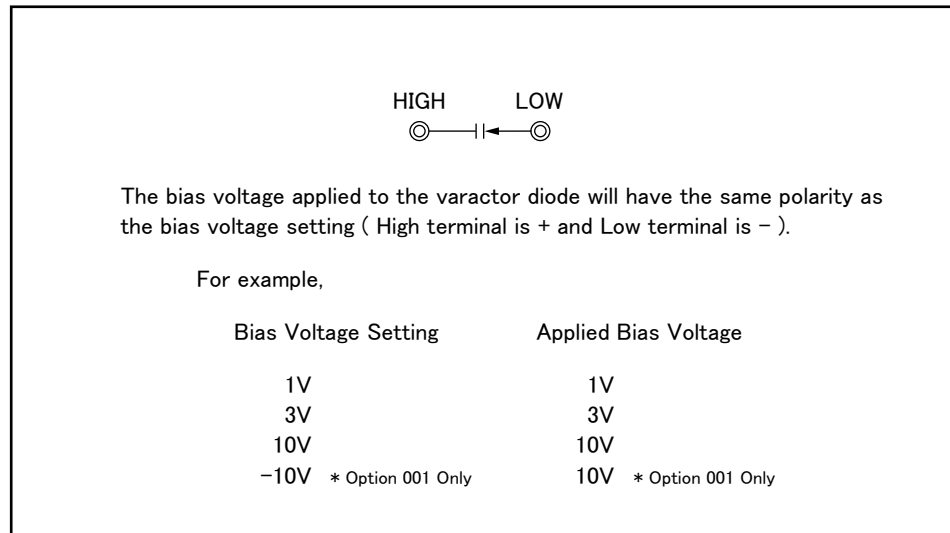 HIGH LOW
The bias voltage applied to the varactor diode will have the same polarity as
the bias voltage setting ( High terminal is + and Low terminal is − ).
For example,
Bias Voltage Setting Applied Bias Voltage
1V 1V
3V 3V
10V 10V
−10V * Option 001 Only 10V * Option 001 Only